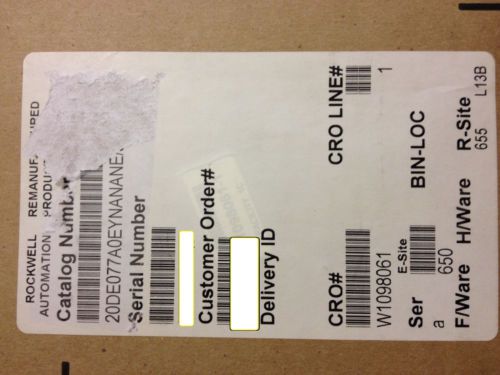 ROCKWELL REMANUF
AUTOMATION PRODU
Catalog Number
20DE077A0EYNANANE
Serial Number
Customer Order#
Delivery ID
CRO# CRO LINE#
W1098061 1
Ser E-Site BIN-LOC R-Site
a 650 655 L13B
F/Ware H/Ware